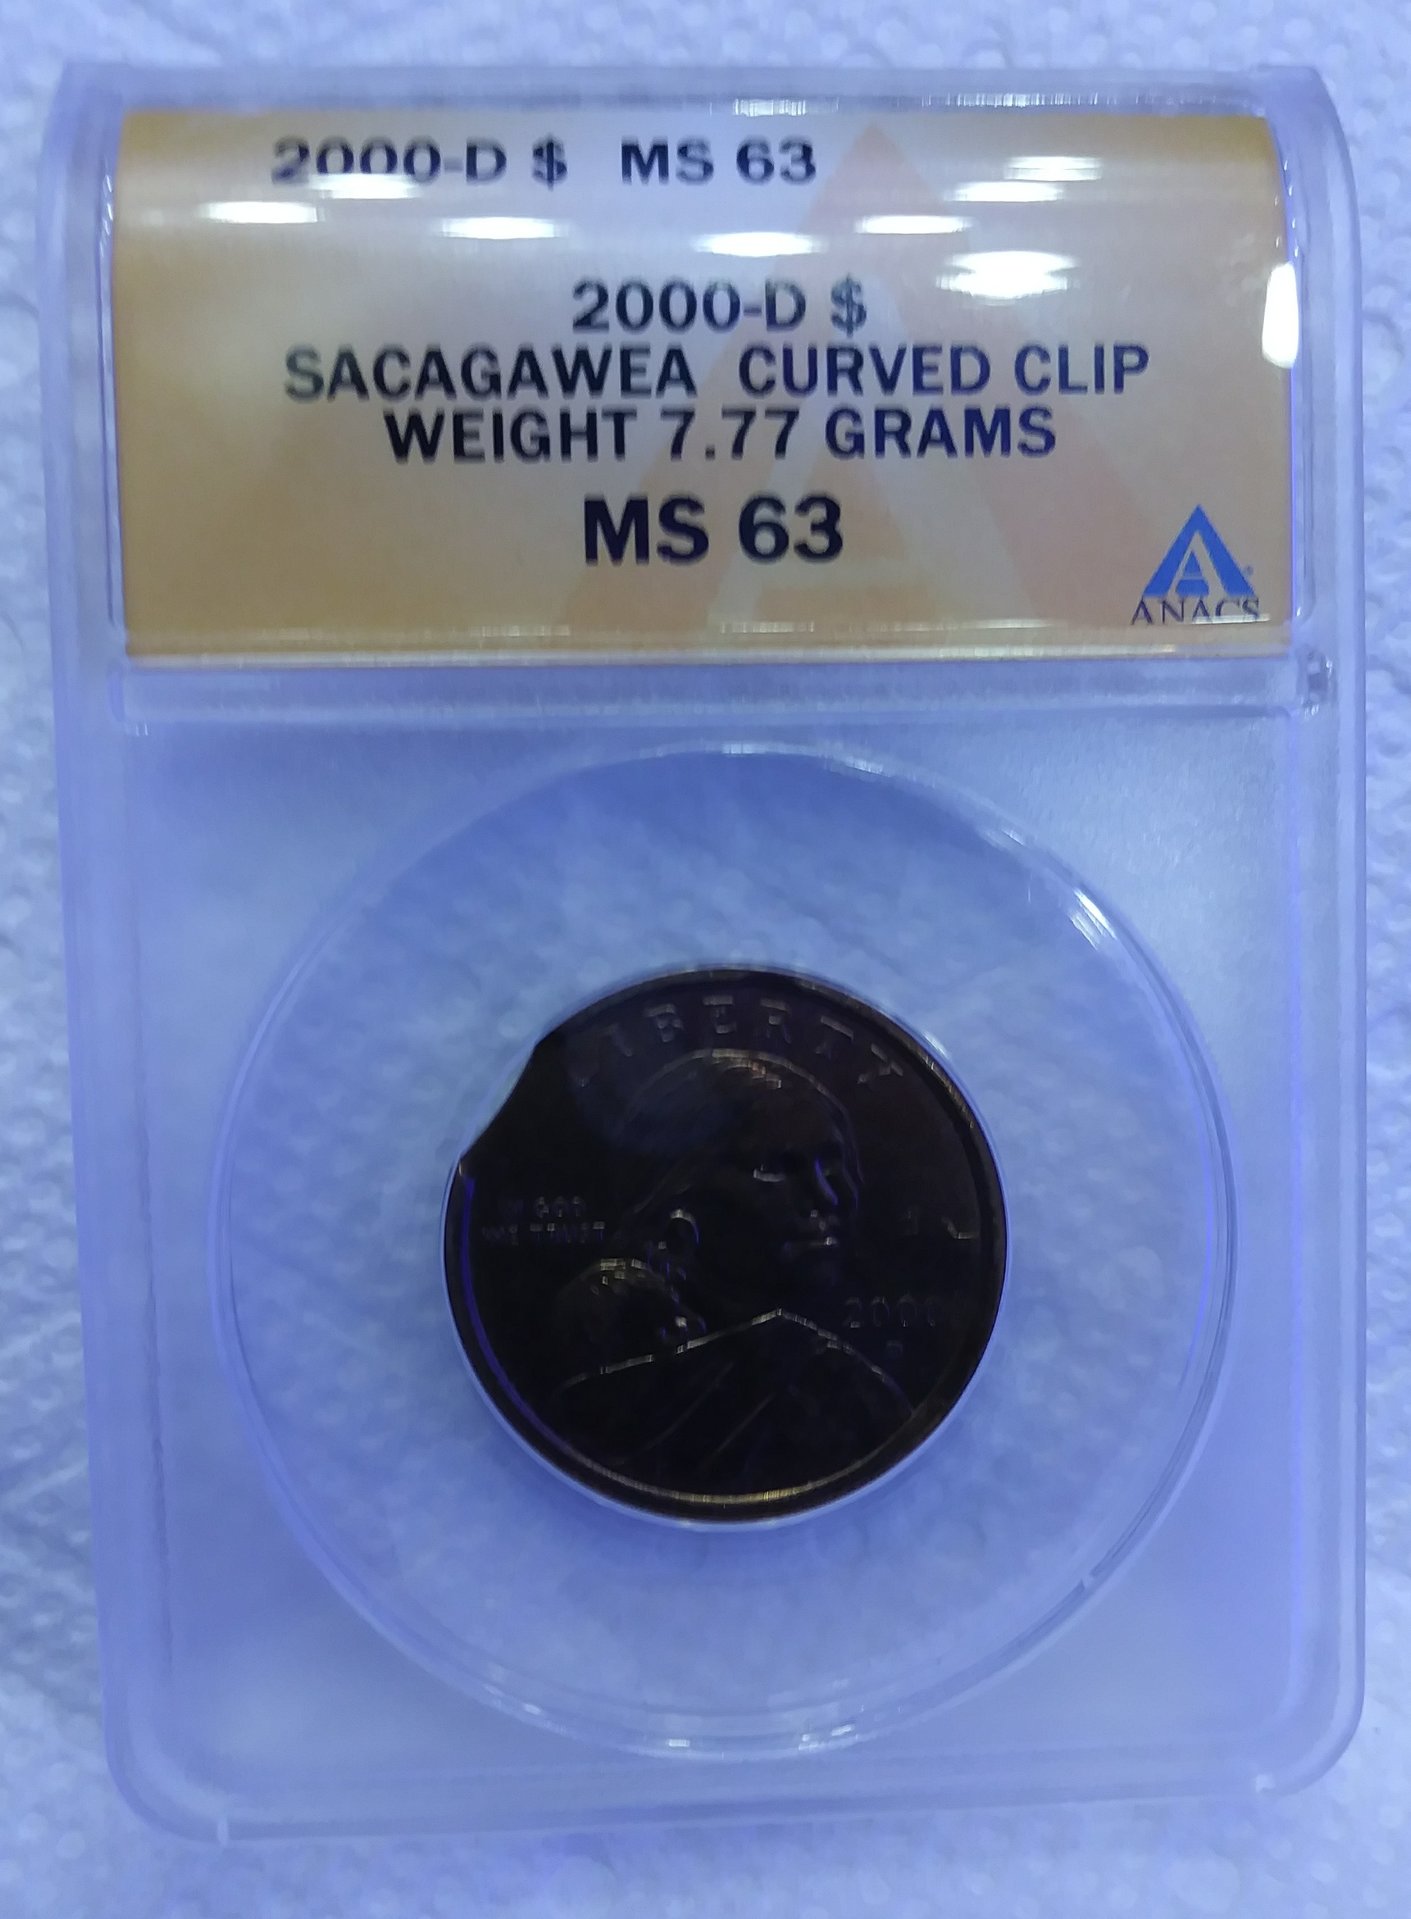 2000-D $ MS 63
2000-D $
SACAGAWEA CURVED CLIP
WEIGHT 7.77 GRAMS
MS 63
ANACS
LIBERTY
IN GOD
WE TRUST
2000
D